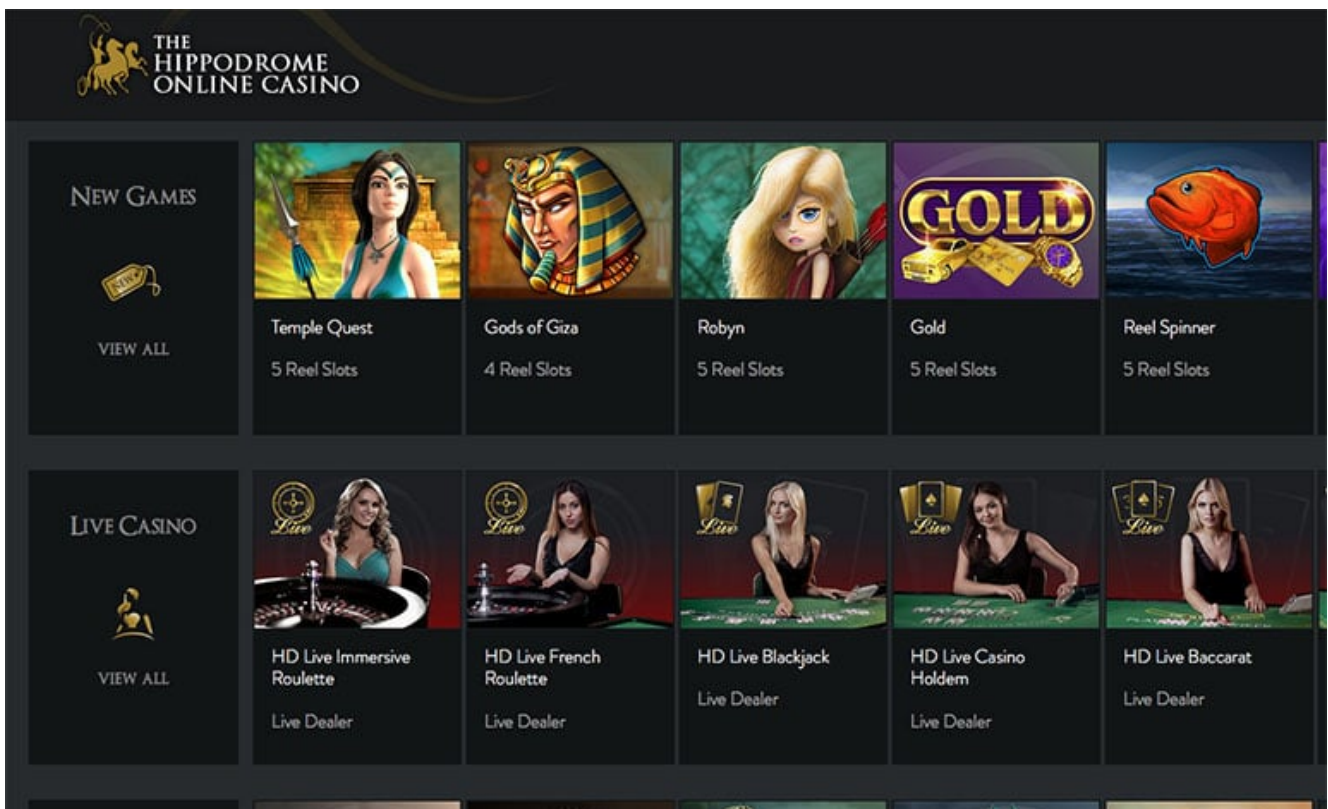 THE
HIPPODROME
ONLINE CASINO
NEW GAMES
NEW
VIEW ALL
GOLD
Temple Quest
Gods of Giza
Robyn
Gold
Reel Spinner
5 Reel Slots
4 Reel Slots
5 Reel Slots
5 Reel Slots
5 Reel Slots
LIVE CASINO
VIEW ALL
Live
Live
Live
Live
Live
HD Live Immersive
Roulette
Live Dealer
HD Live French
Roulette
Live Dealer
HD Live Blackjack
Live Dealer
HD Live Casino
Holdem
Live Dealer
HD Live Baccarat
Live Dealer